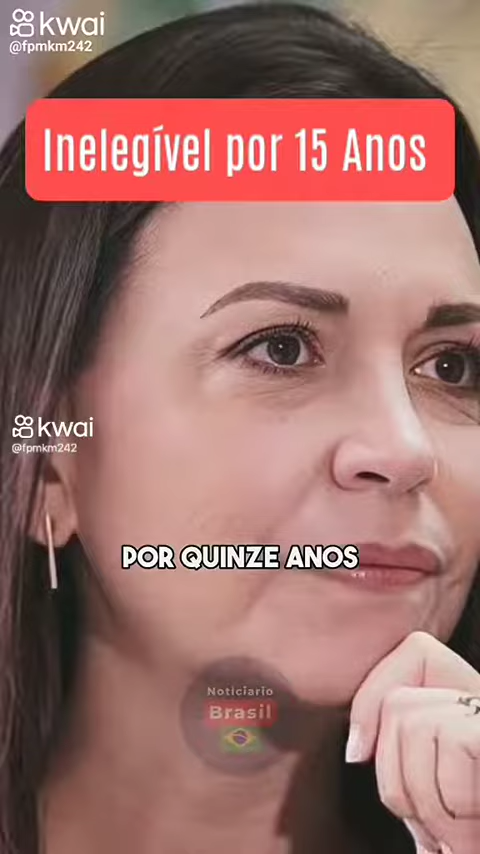 kwai
@fpmkm242
Inelegível por 15 Anos
kwai
@fpmkm242
POR QUINZE ANOS
Noticiario
Brasil